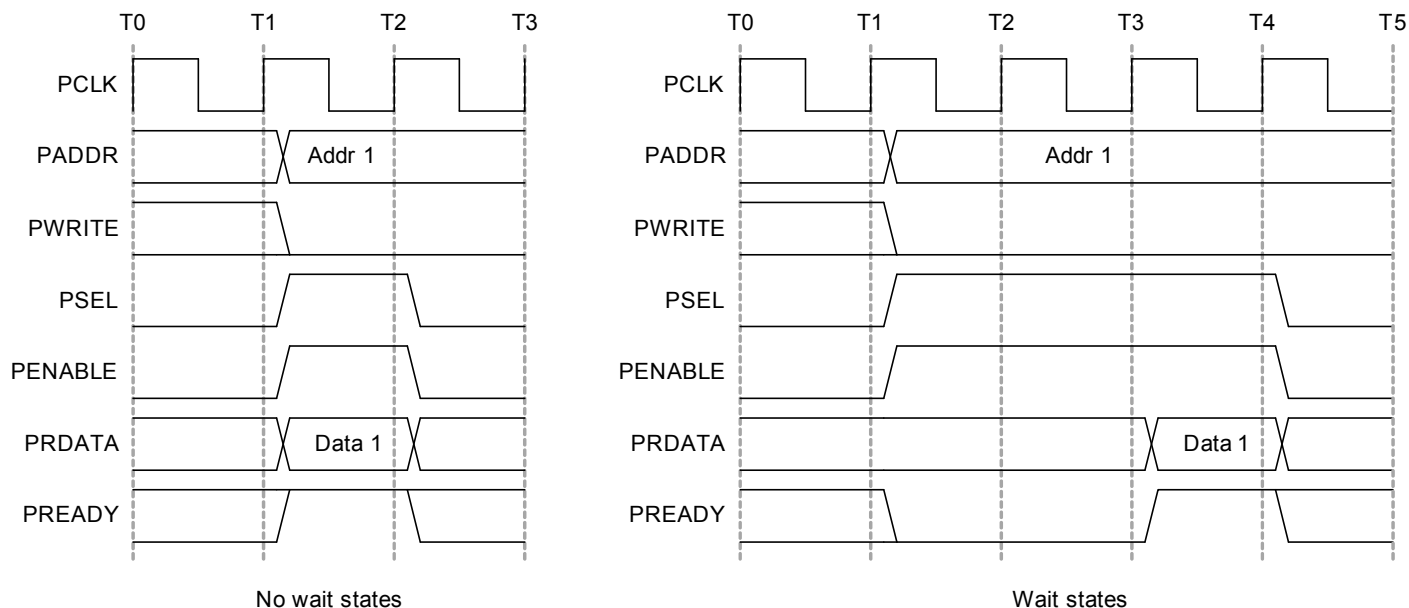 T0 T1 T2 T3
PCLK
PADDR Addr 1
PWRITE
PSEL
PENABLE
PRDATA Data 1
PREADY
No wait states
T0 T1 T2 T3 T4 T5
PCLK
PADDR Addr 1
PWRITE
PSEL
PENABLE
PRDATA Data 1
PREADY
Wait states